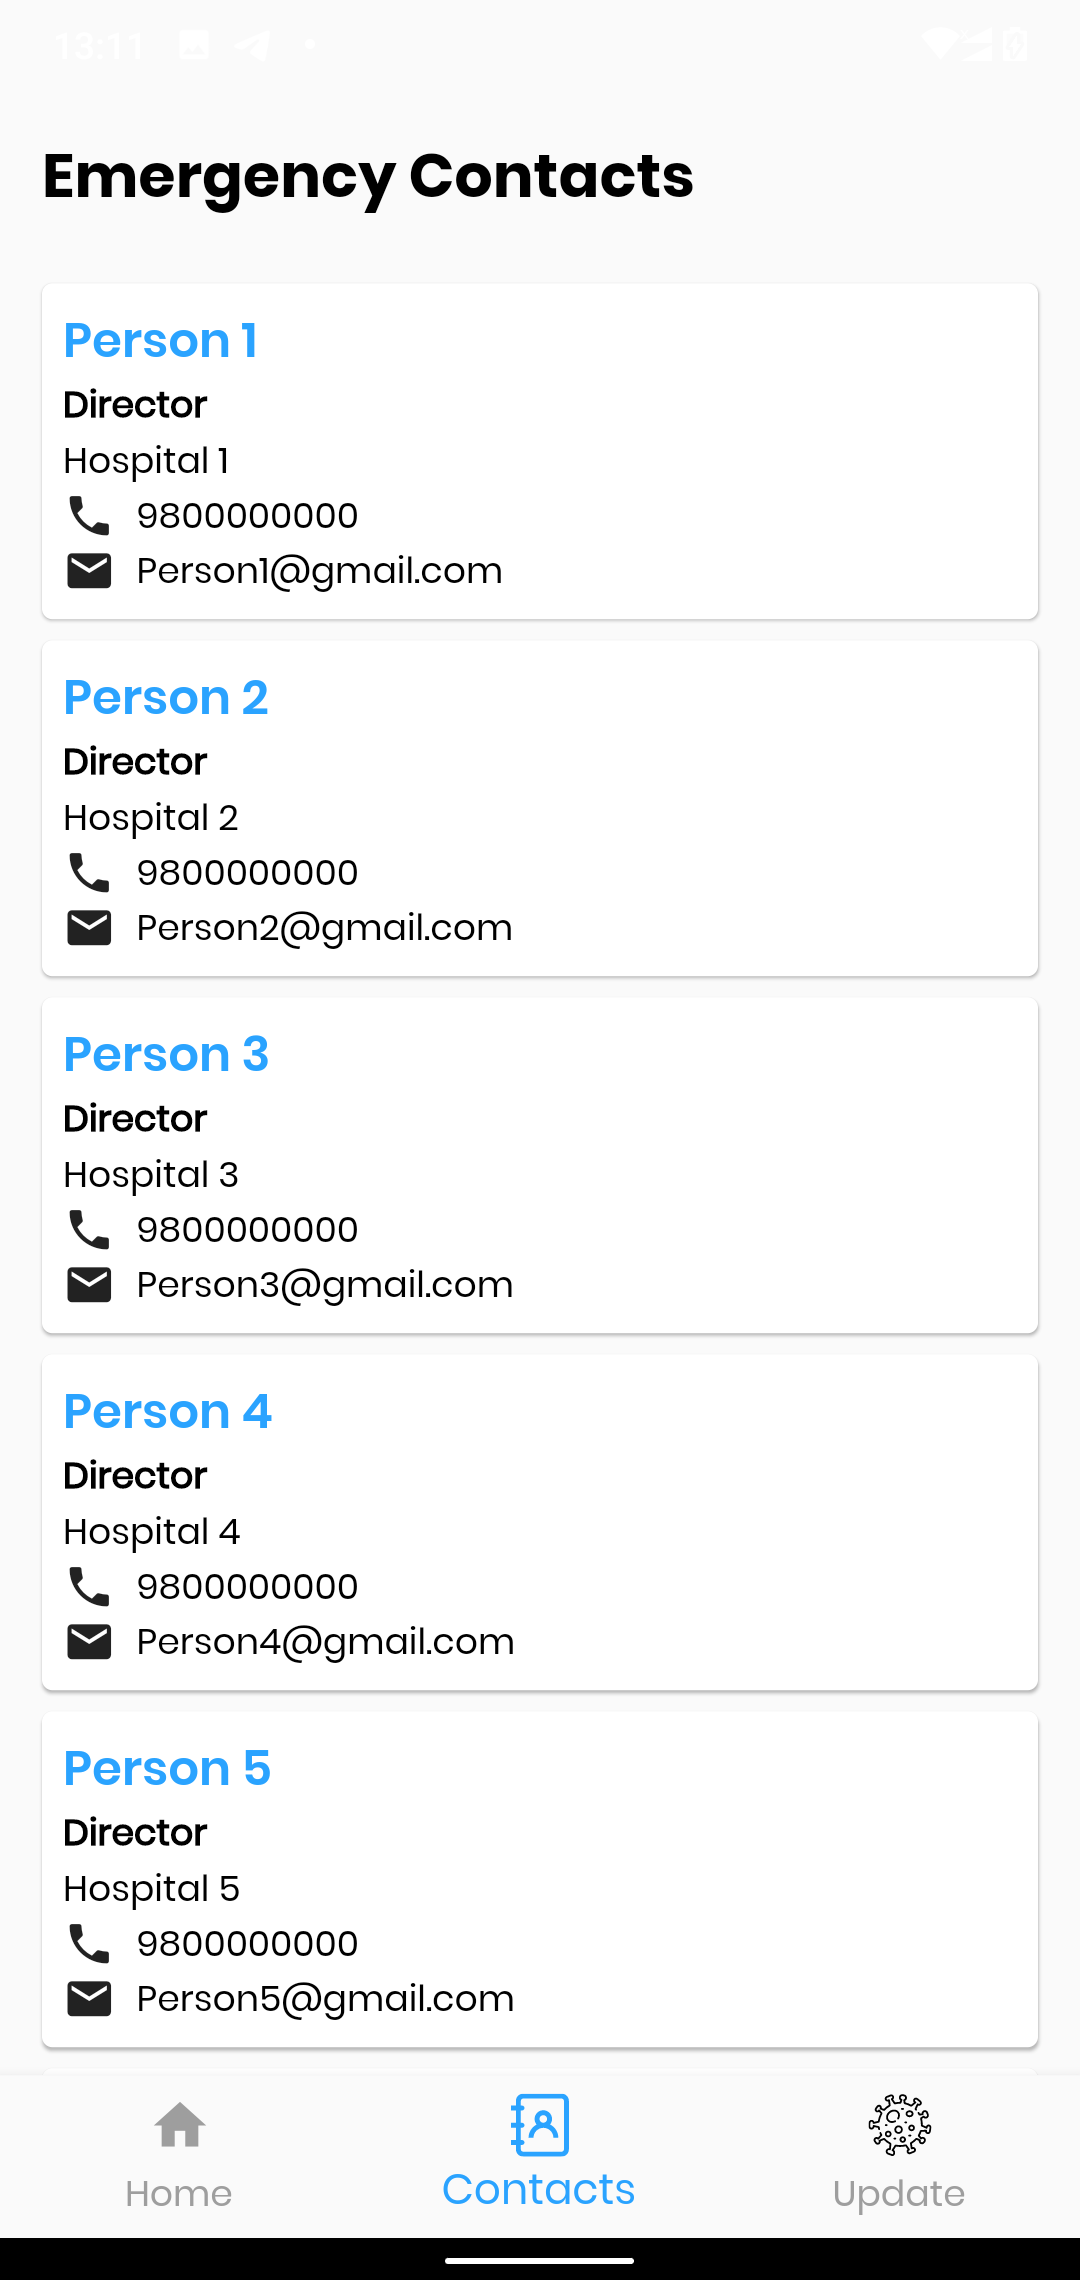 13:11
Emergency Contacts
Person 1
Director
Hospital 1
9800000000
Person1@gmail.com
Person 2
Director
Hospital 2
9800000000
Person2@gmail.com
Person 3
Director
Hospital 3
9800000000
Person3@gmail.com
Person 4
Director
Hospital 4
9800000000
Person4@gmail.com
Person 5
Director
Hospital 5
9800000000
Person5@gmail.com
Home
Contacts
Update